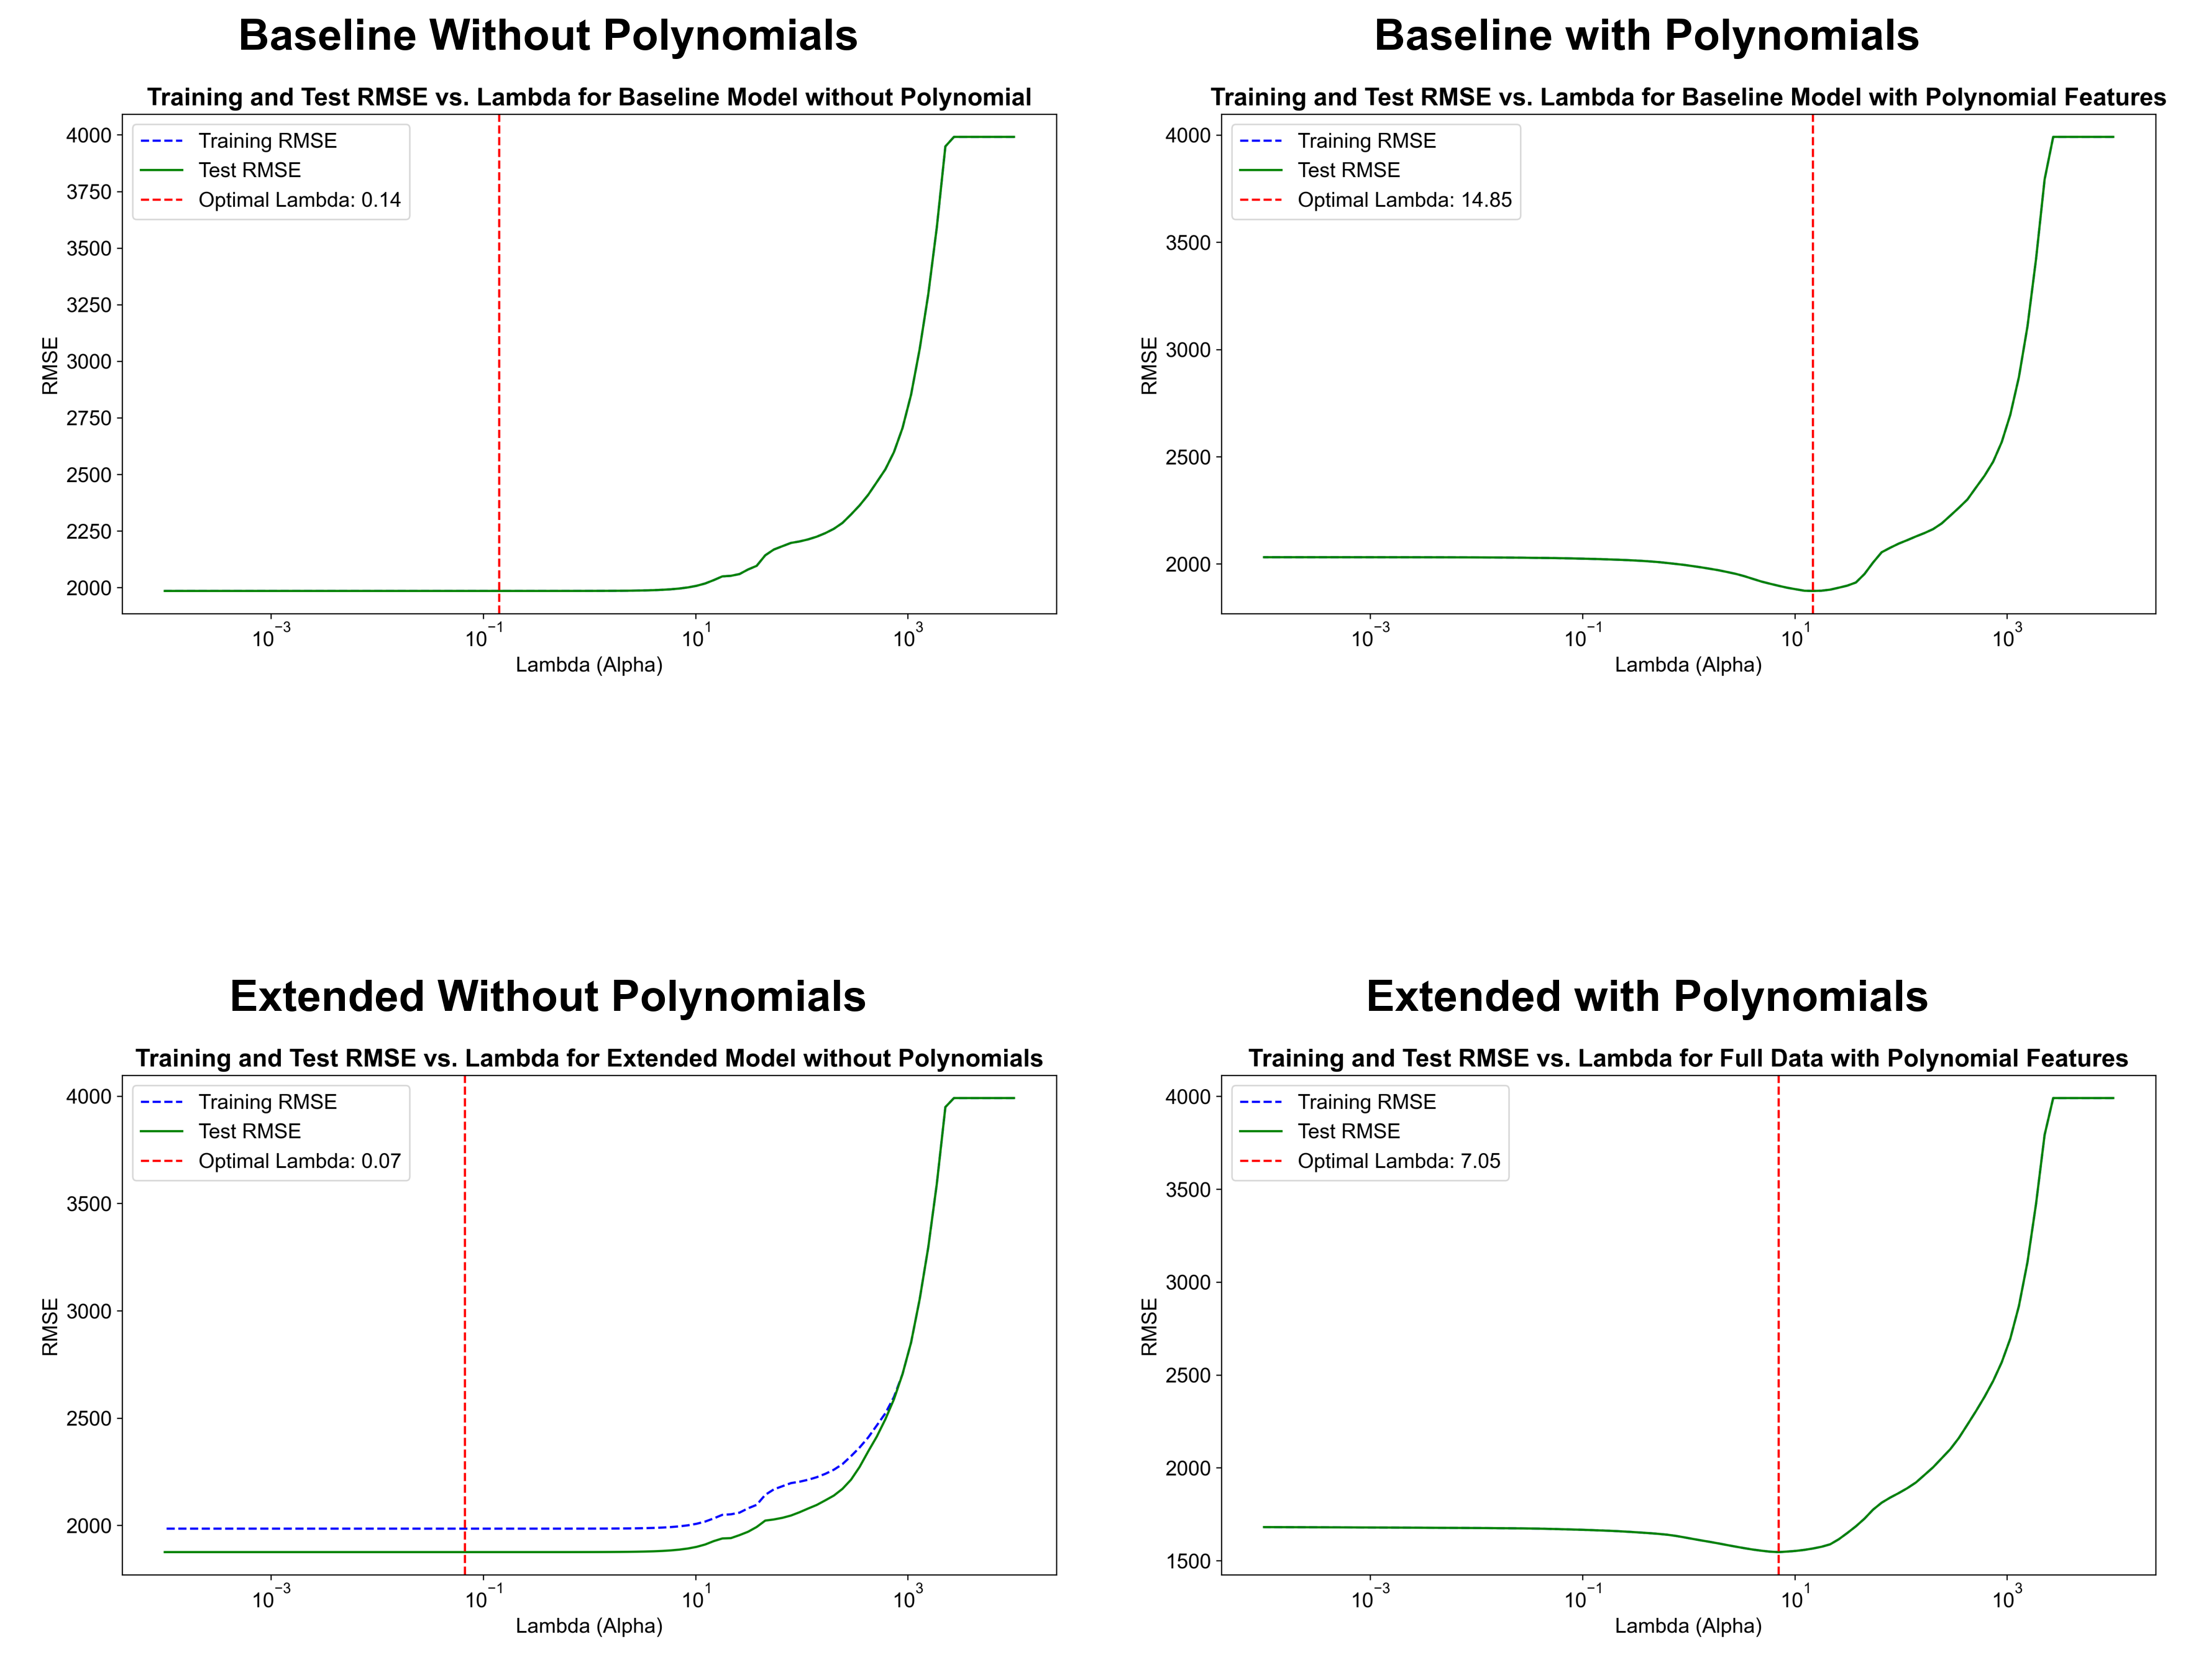 Baseline Without Polynomials
Training and Test RMSE vs. Lambda for Baseline Model without Polynomial
Training RMSE
Test RMSE
Optimal Lambda: 0.14
4000
3750
3500
3250
3000
2750
2500
2250
2000
RMSE
10⁻³
10⁻¹
10¹
10³
Lambda (Alpha)
Baseline with Polynomials
Training and Test RMSE vs. Lambda for Baseline Model with Polynomial Features
Training RMSE
Test RMSE
Optimal Lambda: 14.85
4000
3500
3000
2500
2000
RMSE
10⁻³
10⁻¹
10¹
10³
Lambda (Alpha)
Extended Without Polynomials
Training and Test RMSE vs. Lambda for Extended Model without Polynomials
Training RMSE
Test RMSE
Optimal Lambda: 0.07
4000
3500
3000
2500
2000
RMSE
10⁻³
10⁻¹
10¹
10³
Lambda (Alpha)
Extended with Polynomials
Training and Test RMSE vs. Lambda for Full Data with Polynomial Features
Training RMSE
Test RMSE
Optimal Lambda: 7.05
4000
3500
3000
2500
2000
1500
RMSE
10⁻³
10⁻¹
10¹
10³
Lambda (Alpha)